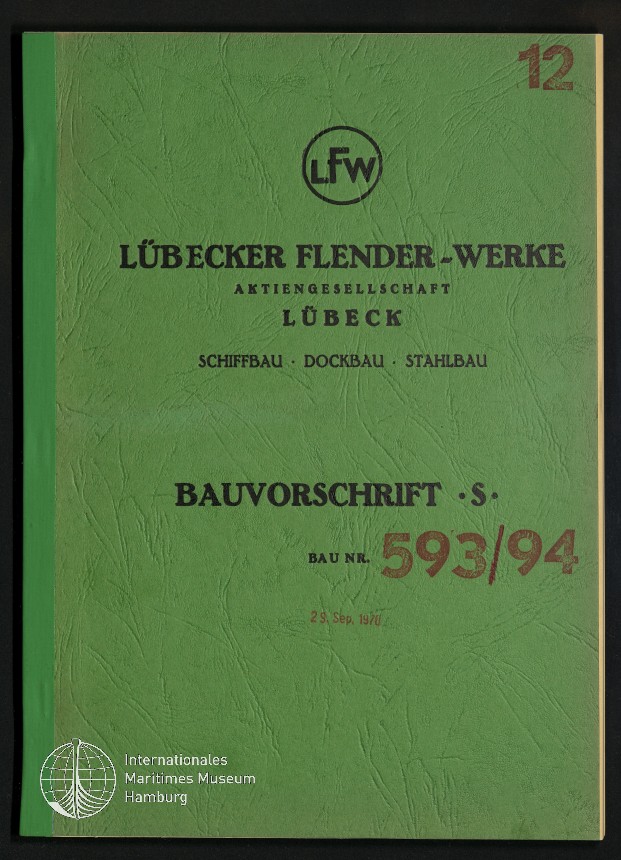 12
LFW
LÜBECKER FLENDER-WERKE
AKTIENGESELLSCHAFT
LÜBECK
SCHIFFBAU · DOCKBAU · STAHLBAU
BAUVORSCHRIFT ·S·
BAU NR. 593/94
Sep. 1970
Internationales
Maritimes Museum
Hamburg